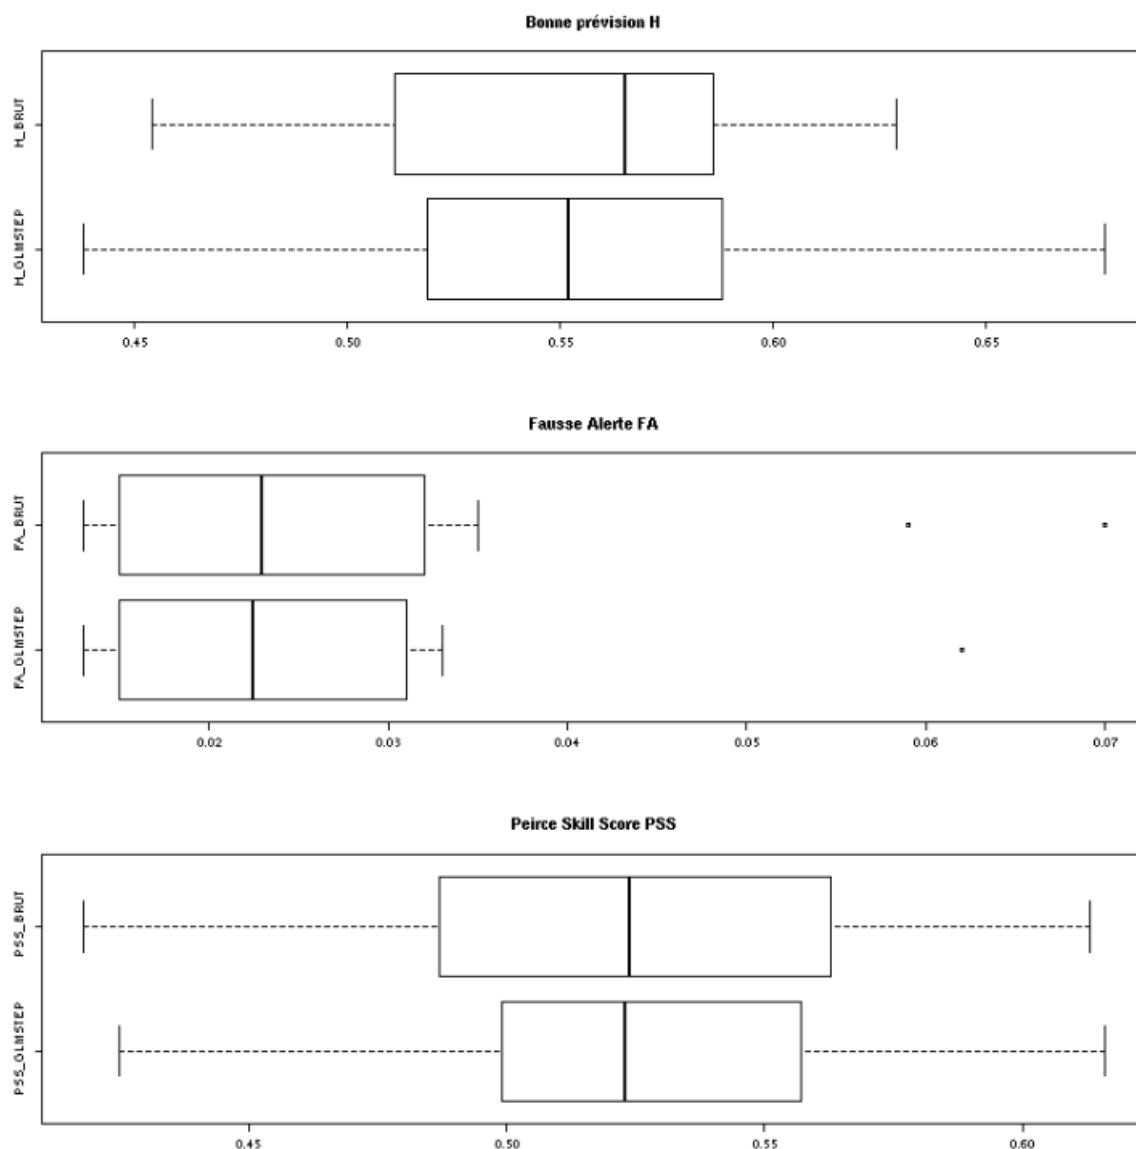 Bonne prévision H
H_BRUT
H_GLMSTEP
0.45 0.50 0.55 0.60 0.65
Fausse Alerte FA
FA_BRUT
FA_GLMSTEP
0.02 0.03 0.04 0.05 0.06 0.07
Peirce Skill Score PSS
PSS_BRUT
PSS_GLMSTEP
0.45 0.50 0.55 0.60